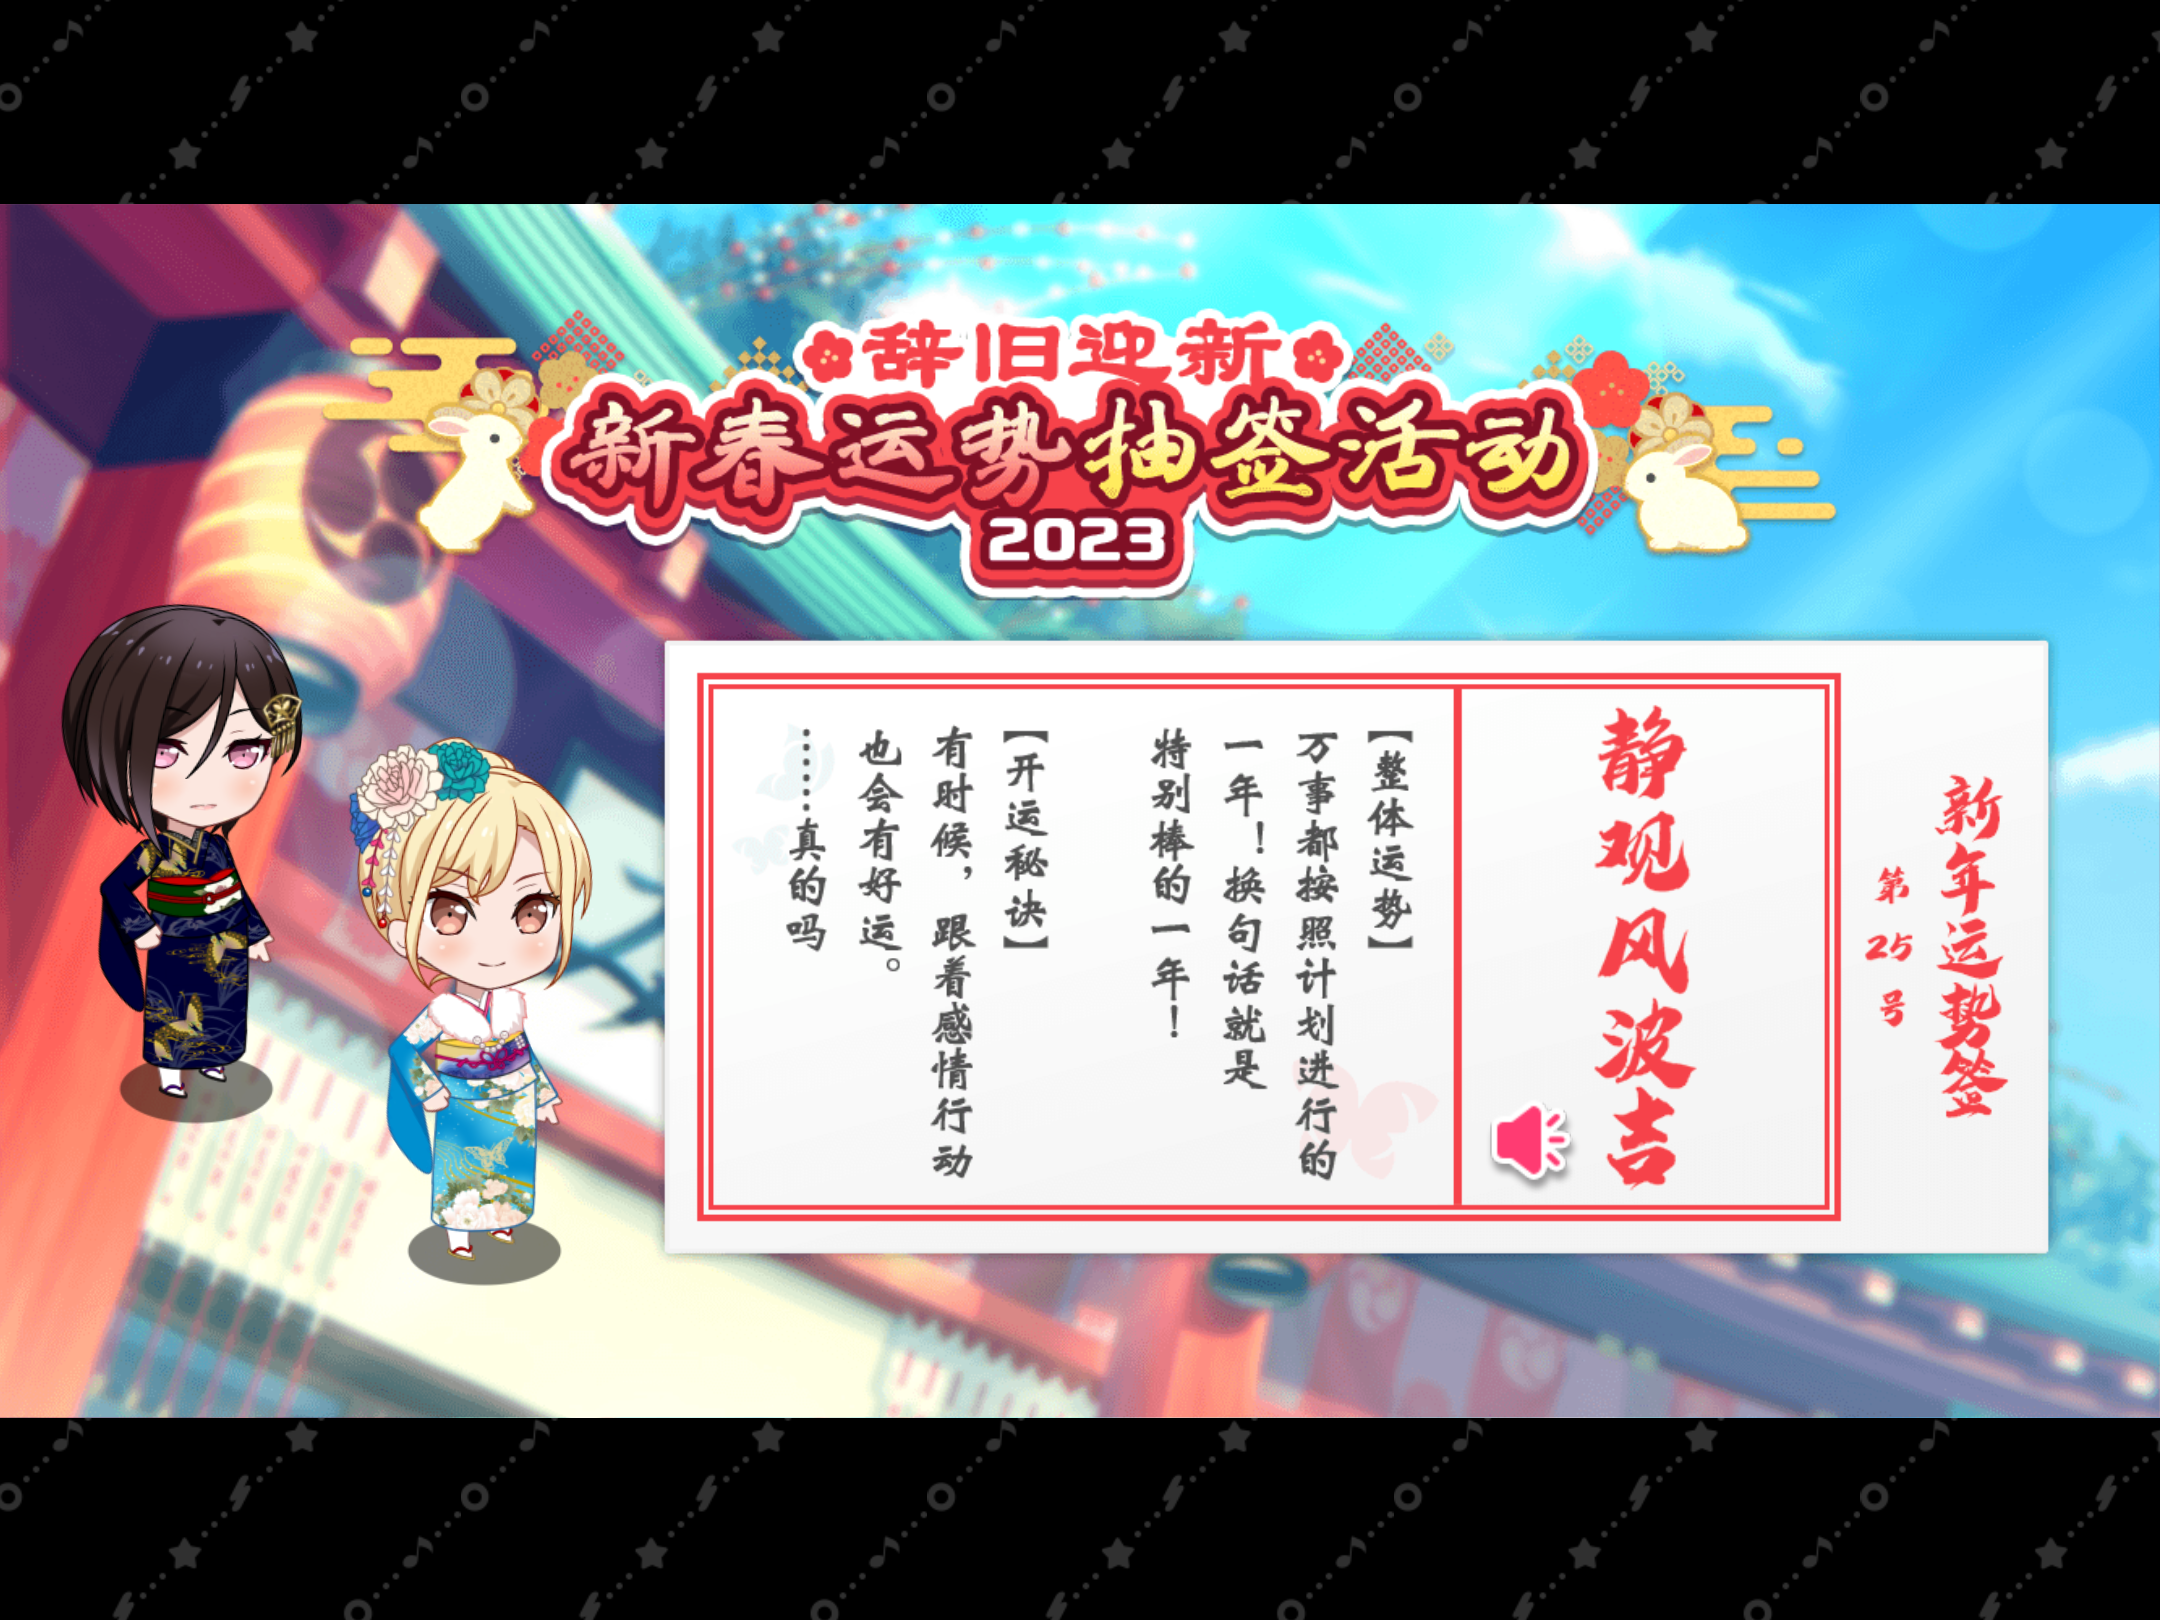 辞旧迎新
新春运势抽签活动
2023
新年运势签
第25号
静观风波吉
【整体运势】
万事都按照计划进行的
一年！换句话就是
特别棒的一年！
【开运秘诀】
有时候，跟着感情行动
也会有好运。
……真的吗